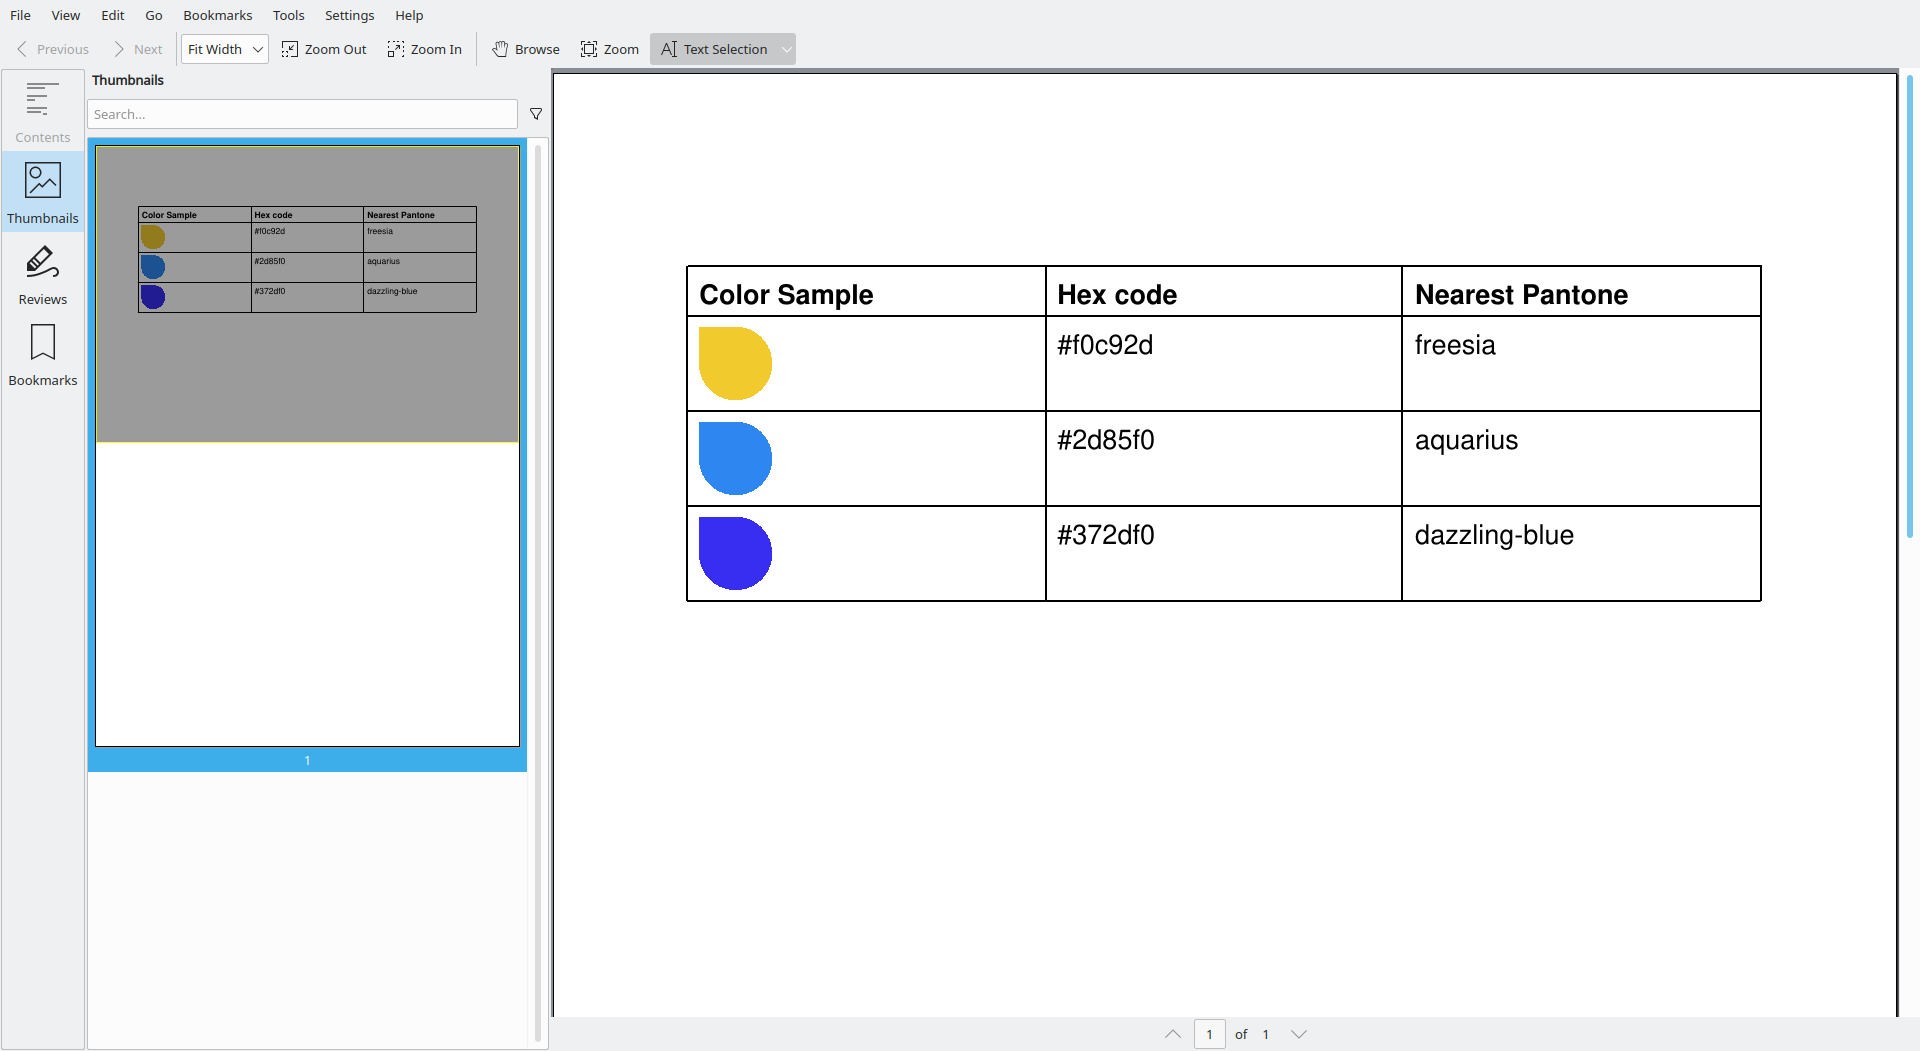 File View Edit Go Bookmarks Tools Settings Help
Previous Next Fit Width Zoom Out Zoom In Browse Zoom Text Selection
Thumbnails
Search...
Contents
Thumbnails
Reviews
Bookmarks
Color Sample Hex code Nearest Pantone
#f0c92d freesia
#2d85f0 aquarius
#372df0 dazzling-blue
1
Color Sample Hex code Nearest Pantone
#f0c92d freesia
#2d85f0 aquarius
#372df0 dazzling-blue
1 of 1